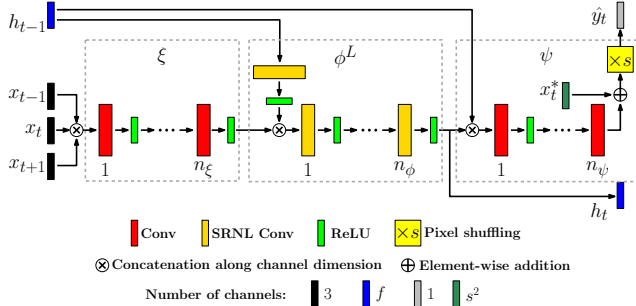 h_{t-1}
ŷ_t
ξ
φ^L
ψ
×s
x_{t-1}
x_t^*
x_t
x_{t+1}
1
n_ξ
1
n_φ
1
n_ψ
h_t
Conv
SRNL Conv
ReLU
×s Pixel shuffling
⊗ Concatenation along channel dimension
⊕ Element-wise addition
Number of channels: 3 f 1 s²